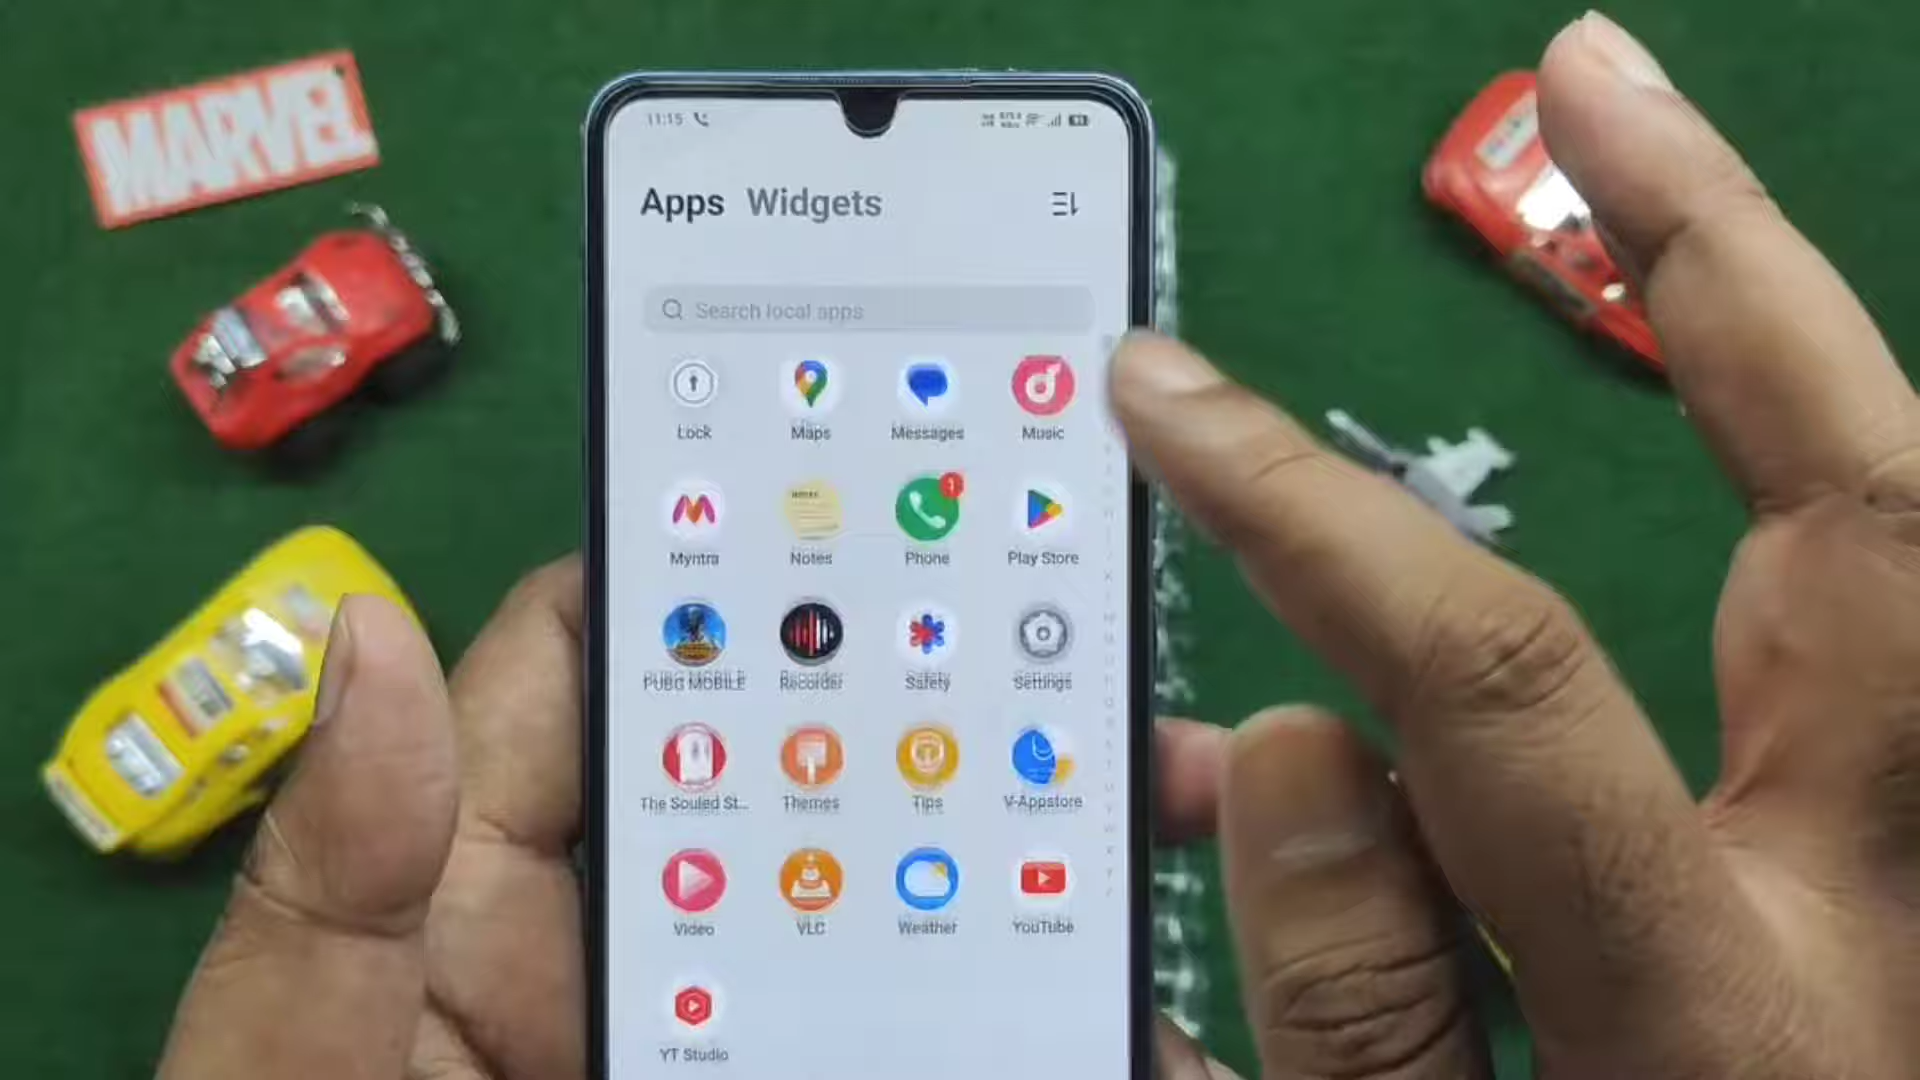 MARVEL
11:15
Apps Widgets
Search local apps
Lock Maps Messages Music
Myntra Notes Phone Play Store
PUBG MOBILE Recorder Safety Settings
The Souled St... Themes Tips V-Appstore
Video VLC Weather YouTube
YT Studio